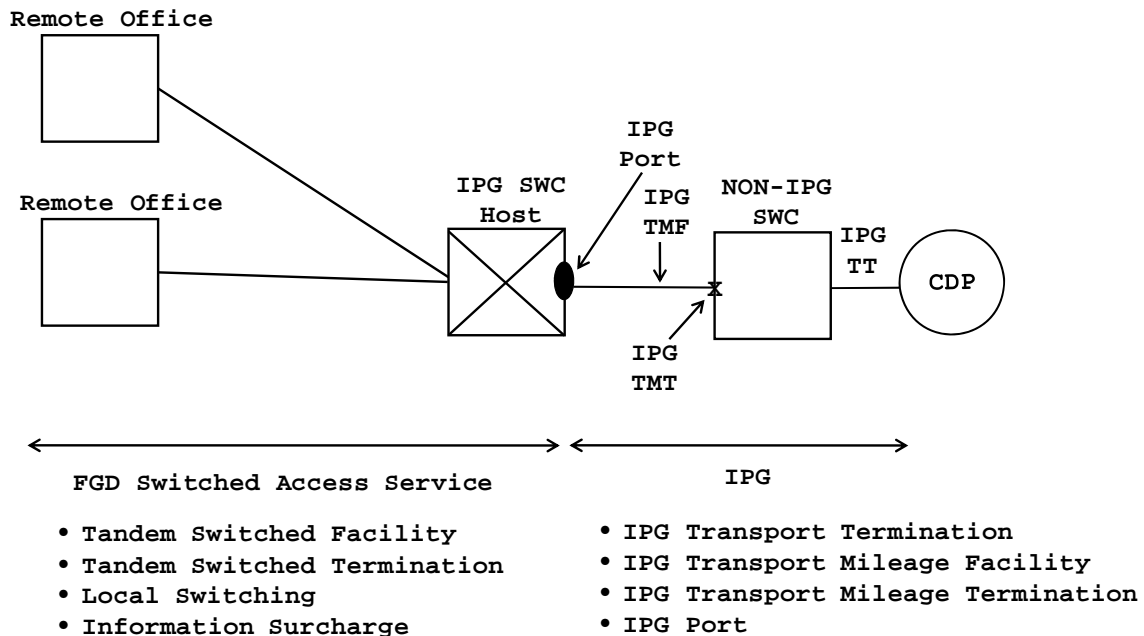 Remote Office
Remote Office
IPG SWC
Host
IPG
Port
IPG
TMF
NON-IPG
SWC
IPG
TT
CDP
X
IPG
TMT
FGD Switched Access Service
• Tandem Switched Facility
• Tandem Switched Termination
• Local Switching
• Information Surcharge
IPG
• IPG Transport Termination
• IPG Transport Mileage Facility
• IPG Transport Mileage Termination
• IPG Port